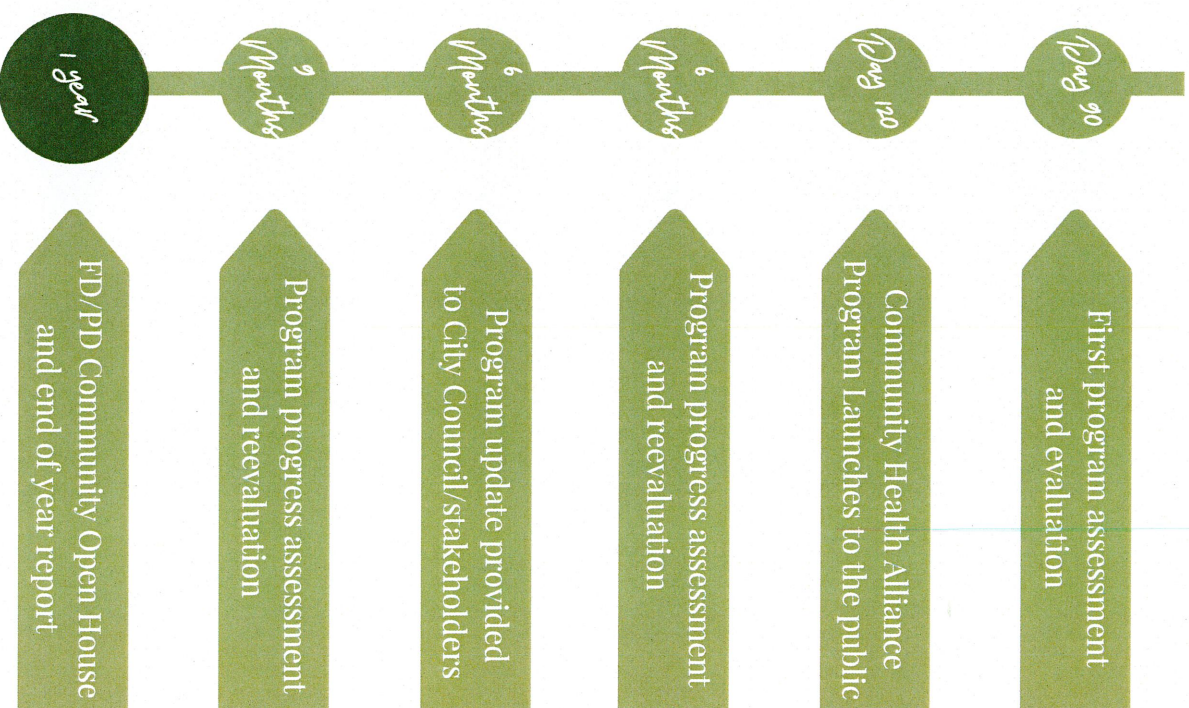 Day 90
First program assessment
and evaluation
Day 120
Community Health Alliance
Program Launches to the public
6
Months
Program progress assessment
and reevaluation
6
Months
Program update provided
to City Council/stakeholders
9
Months
Program progress assessment
and reevaluation
1 year
FD/PD Community Open House
and end of year report